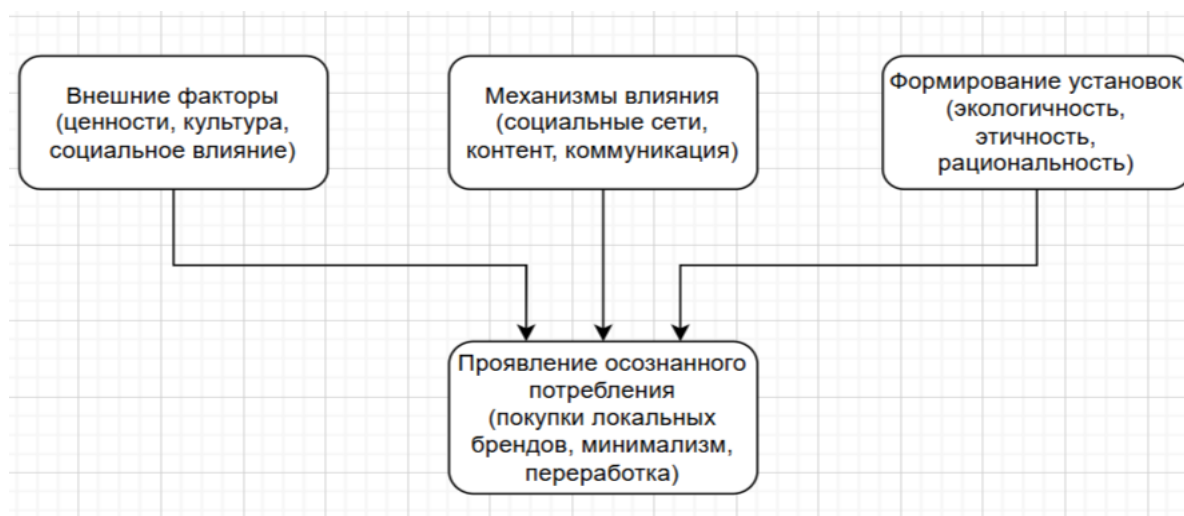 Внешние факторы
(ценности, культура,
социальное влияние)
Механизмы влияния
(социальные сети,
контент, коммуникация)
Формирование установок
(экологичность,
этичность,
рациональность)
Проявление осознанного
потребления
(покупки локальных
брендов, минимализм,
переработка)